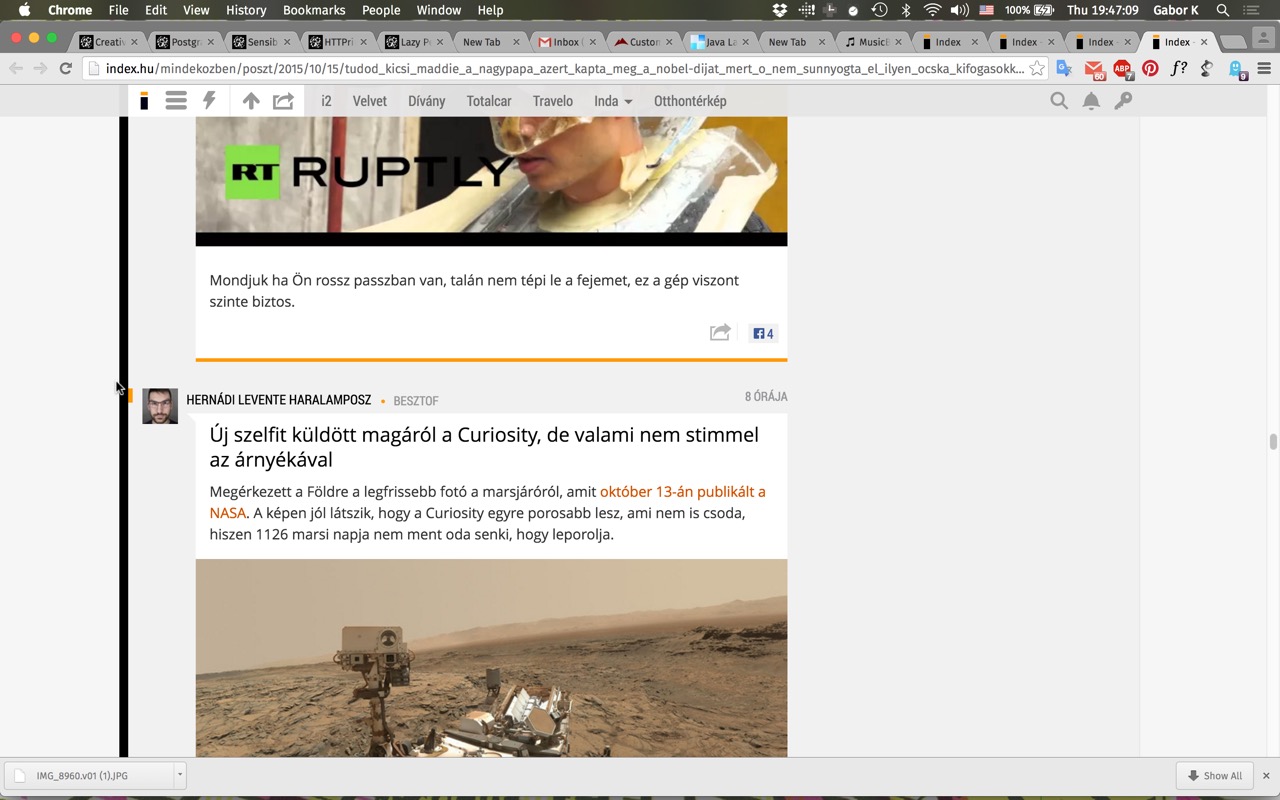 Chrome File Edit View History Bookmarks People Window Help 100% Thu 19:47:09 Gabor K
Creativ Postgr Sensib HTTPri Lazy P New Tab Inbox ( Custom Java La New Tab MusicB Index Index - Index - Index -
index.hu/mindekozben/poszt/2015/10/15/tudod_kicsi_maddie_a_nagypapa_azert_kapta_meg_a_nobel-dijat_mert_o_nem_sunnyogta_el_ilyen_ocska_kifogasokk... 60 ABP 7 f? 9
i2 Velvet Dívány Totalcar Travelo Inda Otthontérkép
RT RUPTLY
Mondjuk ha Ön rossz passzban van, talán nem tépi le a fejemet, ez a gép viszont
szinte biztos.
4
HERNÁDI LEVENTE HARALAMPOSZ • BESZTOF 8 ÓRÁJA
Új szelfit küldött magáról a Curiosity, de valami nem stimmel
az árnyékával
Megérkezett a Földre a legfrissebb fotó a marsjáróról, amit október 13-án publikált a
NASA. A képen jól látszik, hogy a Curiosity egyre porosabb lesz, ami nem is csoda,
hiszen 1126 marsi napja nem ment oda senki, hogy leporolja.
IMG_8960.v01 (1).JPG Show All